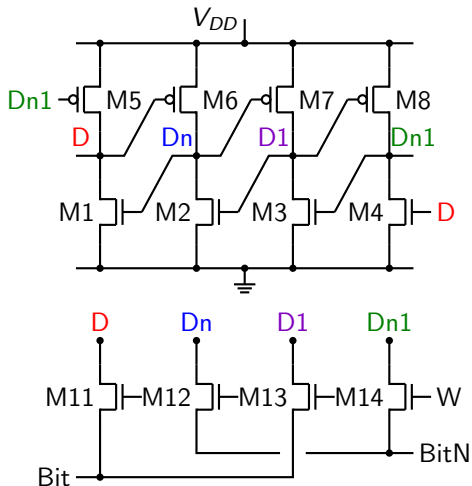 VDD
Dn1 M5 M6 M7 M8
D Dn D1 Dn1
M1 M2 M3 M4 D
D Dn D1 Dn1
M11 M12 M13 M14 W
BitN
Bit